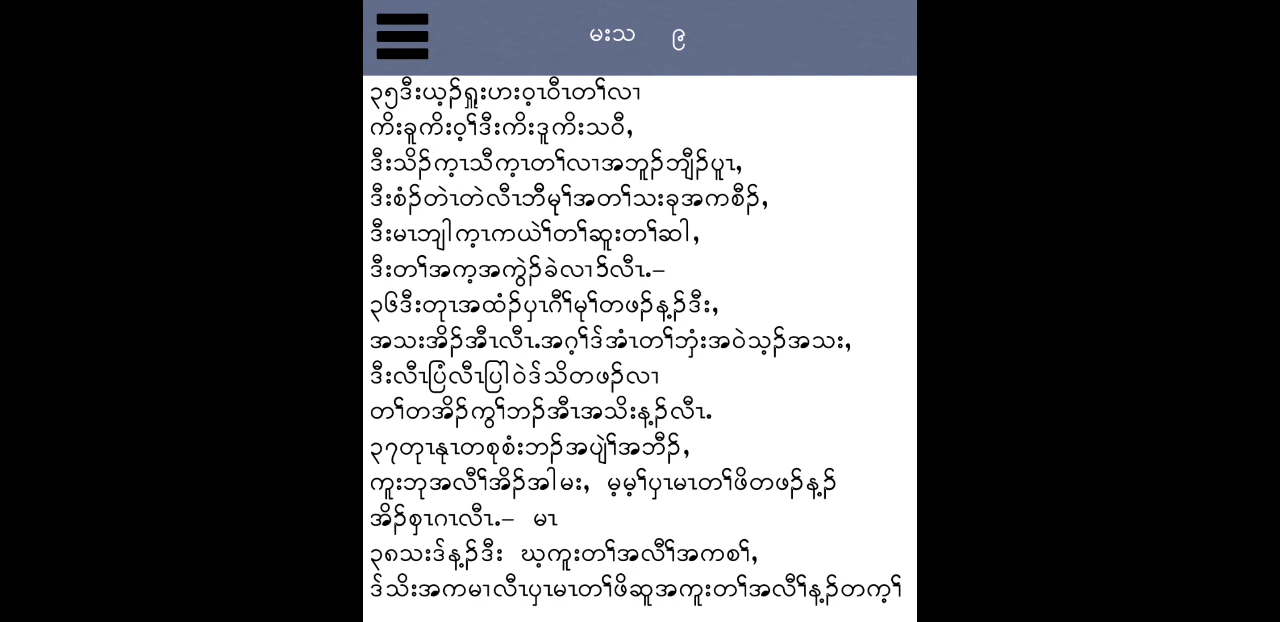 မးသ ၉
၃၅ဒီးယ့ၣ်ရှူးဟးဝ့ၤဝီၤတၢ်လၢ
ကိးခူကိးဝ့ၢ်ဒီးကိးဒူကိးသဝီ,
ဒီးသိၣ်က့ၤသီက့ၤတၢ်လၢအဘူၣ်ဘျီၣ်ပူၤ,
ဒီးစံၣ်တဲၤတဲလီၤဘီမုၢ်အတၢ်သးခုအကစီၣ်,
ဒီးမၤဘျါက့ၤကယဲၢ်တၢ်ဆူးတၢ်ဆါ,
ဒီးတၢ်အက့အကွဲၣ်ခဲလၢာ်လီၤ.–
၃၆ဒီးတုၤအထံၣ်ပှၤဂီၢ်မုၢ်တဖၣ်န့ၣ်ဒီး,
အသးအိၣ်အီၤလီၤ.အဂ့ၢ်ဒ်အံၤတၢ်ဘှံးအဝဲသ့ၣ်အသး,
ဒီးလီၤပြံလီၤပြါဝဲဒ်သိတဖၣ်လၢ
တၢ်တအိၣ်ကွၢ်ဘၣ်အီၤအသိးန့ၣ်လီၤ.
၃၇တုၤနုၤတစုစံးဘၣ်အပျဲၢ်အဘီၣ်,
ကူးဘုအလီၢ်အိၣ်အါမး, မ့မ့ၢ်ပှၤမၤတၢ်ဖိတဖၣ်န့ၣ်
အိၣ်စှၤဂၤလီၤ.– မၤ
၃၈သးဒ်န့ၣ်ဒီး ဃ့ကူးတၢ်အလီၢ်အကစၢ်,
ဒ်သိးအကမၢလီၤပှၤမၤတၢ်ဖိဆူအကူးတၢ်အလီၢ်န့ၣ်တက့ၢ်